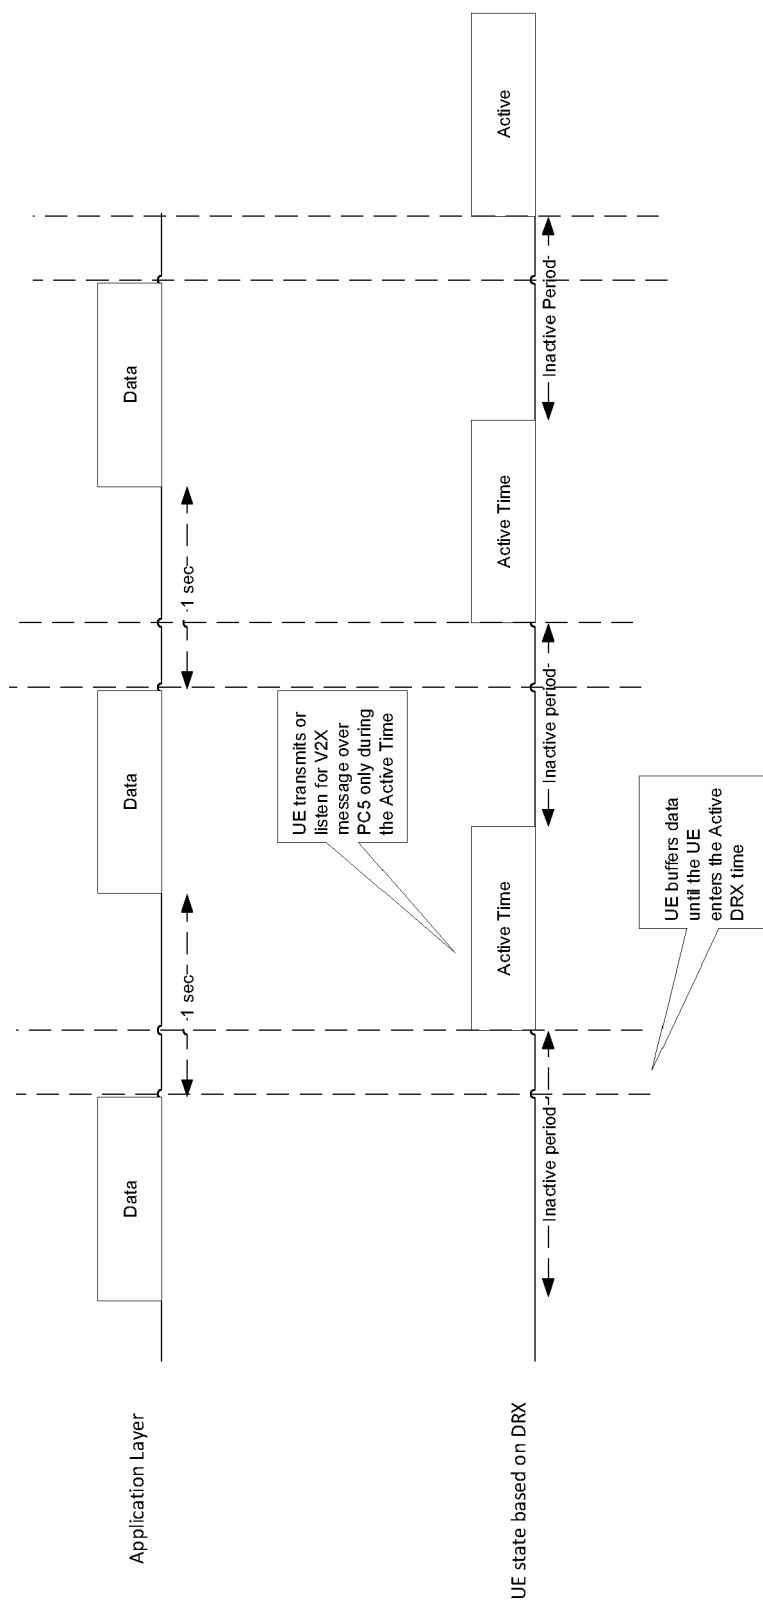 Application Layer
Data
1 sec
Data
1 sec
Data
UE transmits or
listen for V2X
message over
PC5 only during
the Active Time
UE state based on DRX
Inactive period
Active Time
Inactive period
Active Time
Inactive Period
Active
UE buffers data
until the UE
enters the Active
DRX time